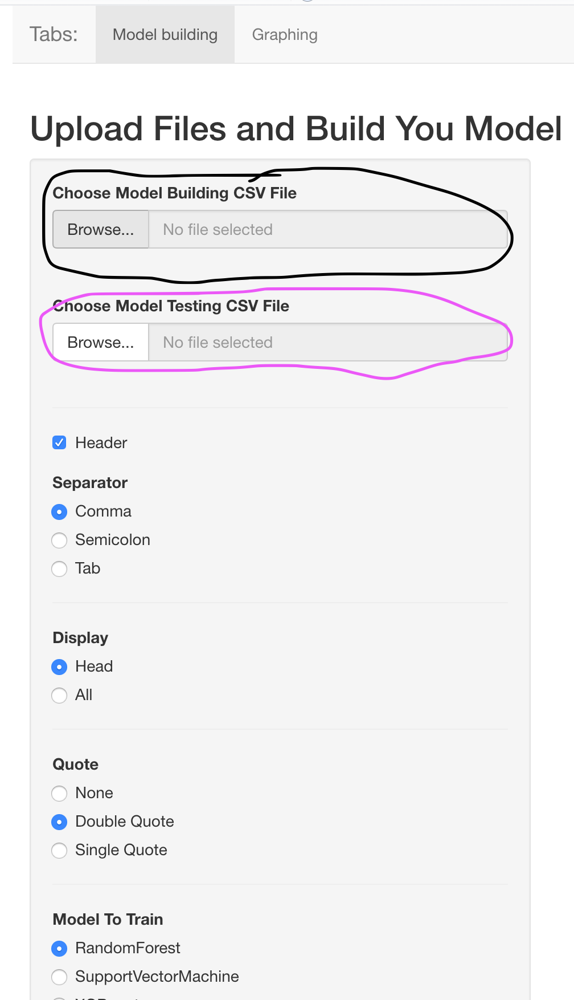 Tabs: Model building Graphing
Upload Files and Build You Model
Choose Model Building CSV File
Browse... No file selected
Choose Model Testing CSV File
Browse... No file selected
Header
Separator
Comma
Semicolon
Tab
Display
Head
All
Quote
None
Double Quote
Single Quote
Model To Train
RandomForest
SupportVectorMachine